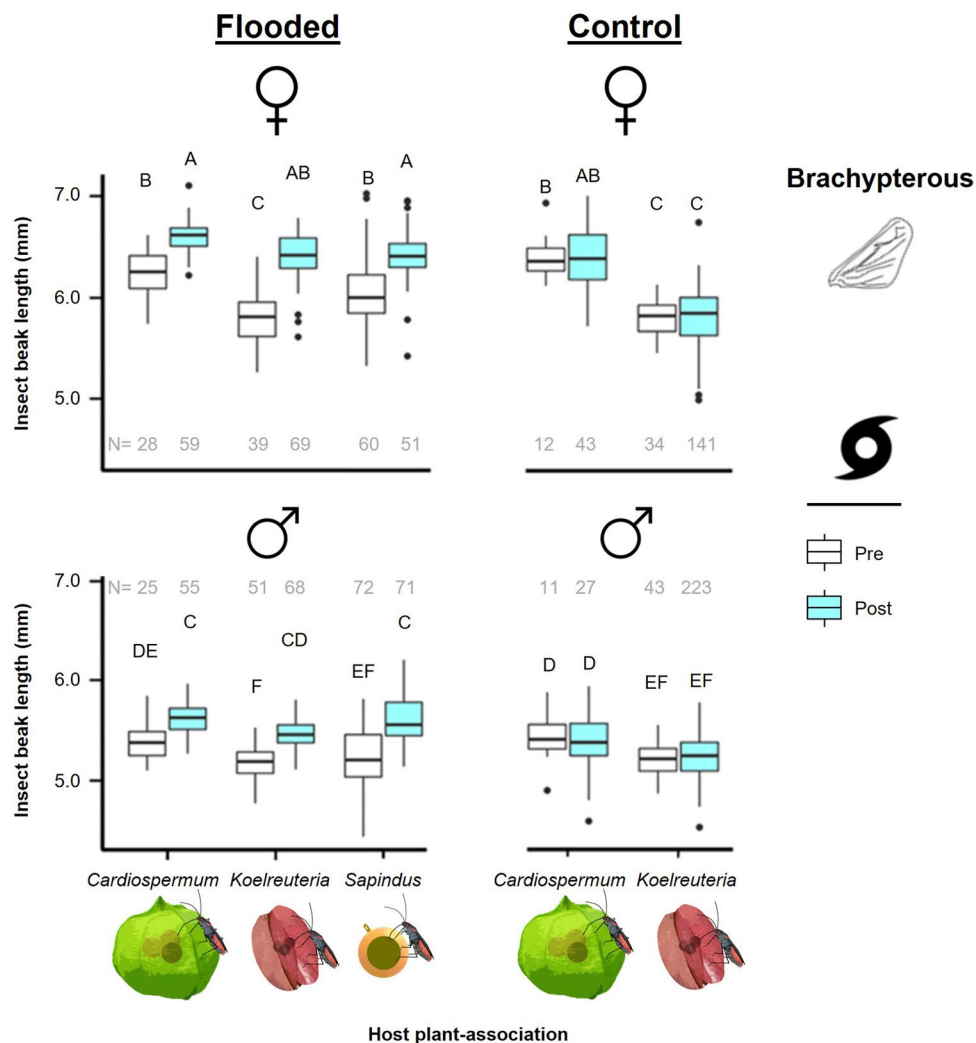 Flooded Control
B A C AB B A B AB C C
Brachypterous
7.0
6.0
5.0
Insect beak length (mm)
N= 28 59 39 69 60 51 12 43 34 141
Pre
Post
N= 25 55 51 68 72 71 11 27 43 223
7.0
6.0
5.0
Insect beak length (mm)
DE C F CD EF C D D EF EF
Cardiospermum Koelreuteria Sapindus Cardiospermum Koelreuteria
Host plant-association